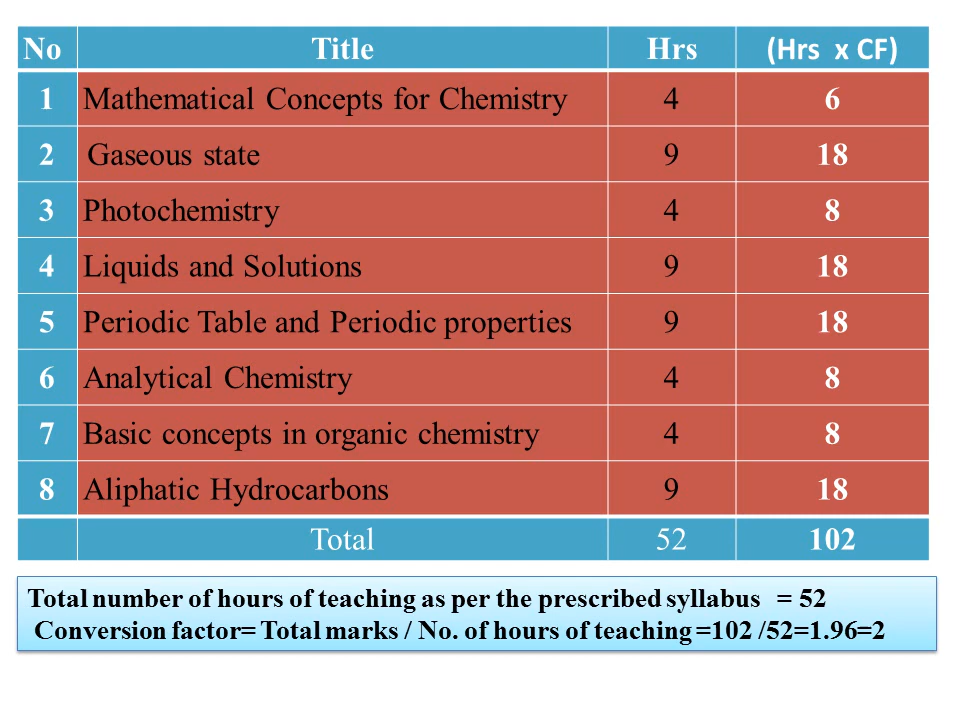 No Title Hrs (Hrs x CF)
1 Mathematical Concepts for Chemistry 4 6
2 Gaseous state 9 18
3 Photochemistry 4 8
4 Liquids and Solutions 9 18
5 Periodic Table and Periodic properties 9 18
6 Analytical Chemistry 4 8
7 Basic concepts in organic chemistry 4 8
8 Aliphatic Hydrocarbons 9 18
Total 52 102
Total number of hours of teaching as per the prescribed syllabus = 52
Conversion factor= Total marks / No. of hours of teaching =102 /52=1.96=2